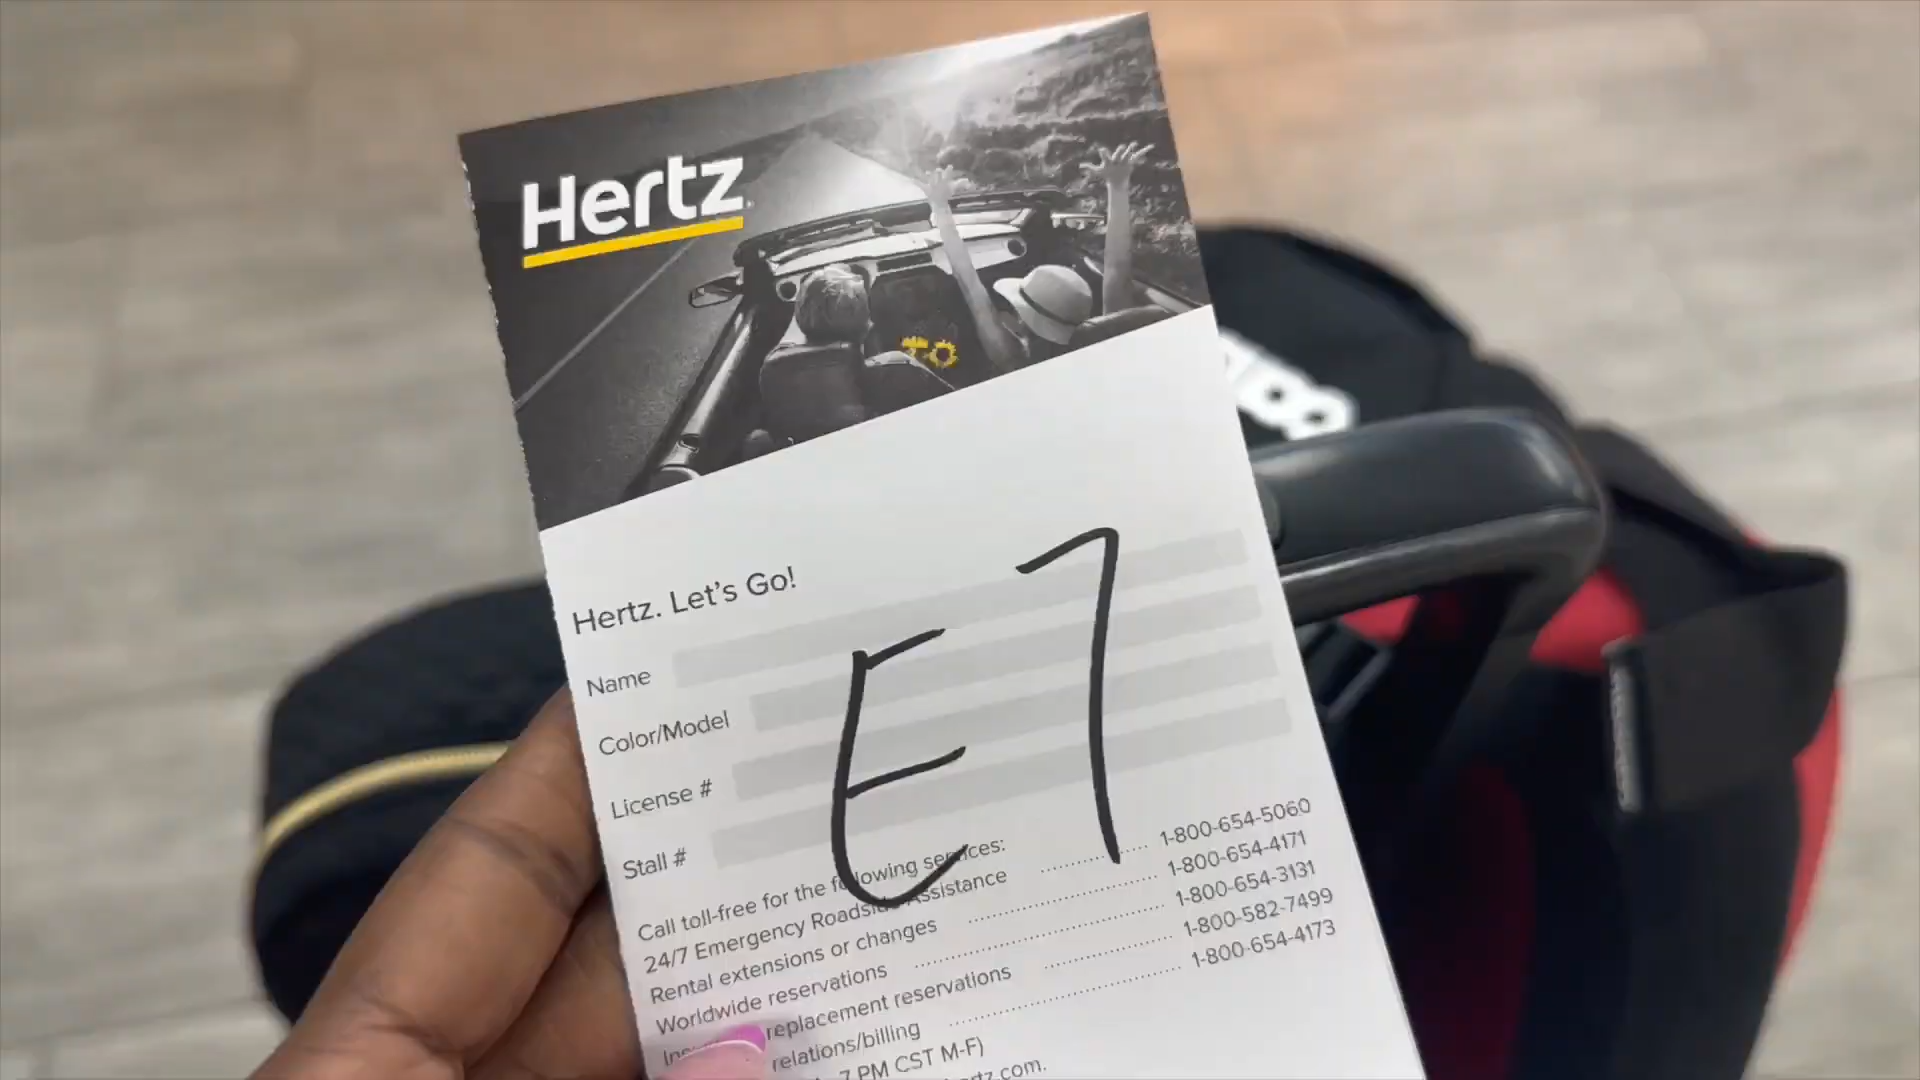 Hertz
Hertz. Let's Go!
E7
Name
Color/Model
License #
Stall #
Call toll-free for the following services:
24/7 Emergency Roadside Assistance 1-800-654-5060
Rental extensions or changes 1-800-654-4171
Worldwide reservations 1-800-654-3131
replacement reservations 1-800-582-7499
relations/billing 1-800-654-4173
7 PM CST M-F)